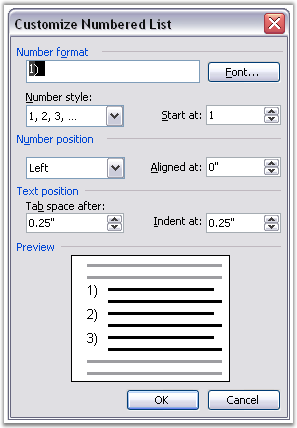 Customize Numbered List
Number format
1)
Font...
Number style:
1, 2, 3, ...
Start at: 1
Number position
Left
Aligned at: 0"
Text position
Tab space after:
0.25"
Indent at: 0.25"
Preview
1)
2)
3)
OK
Cancel